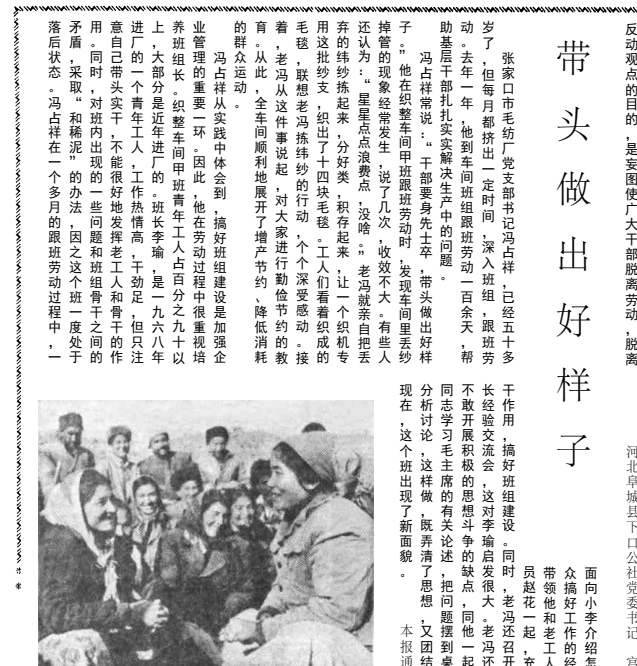 反动观点的目的，是妄图使广大干部脱离劳动，脱离
河北阜城县下口公社党委书记
带头做出好样子
张家口市毛纺厂党支部书记冯占祥，已经五十多
岁了，但每月都挤出一定时间，深入班组，跟班劳
动。去年一年，他到车间班组跟班劳动一百余天，帮
助基层干部扎扎实实解决生产中的问题。
冯占祥常说：“干部要身先士卒，带头做出好样
子。”他在织整车间甲班跟班劳动时，发现车间里丢纱
掉管的现象经常发生，说了几次，收效不大。有些人
还认为：“星星点点浪费点，没啥。”老冯就亲自把丢
弃的纬纱拣起来，分好类，积存起来，让一个织机专
用这批纱支，织出了十四块毛毯。工人们看着织成的
毛毯，联想老冯拣纬纱的行动，个个深受感动。接
着，老冯从这件事说起，对大家进行勤俭节约的教
育。从此，全车间顺利地展开了增产节约、降低消耗
的群众运动。
冯占祥从实践中体会到，搞好班组建设是加强企
业管理的重要一环。因此，他在劳动过程中很重视培
养班组长。织整车间甲班青年工人占百分之九十以
上，大部分是近年进厂的。班长李瑜，是一九六八年
进厂的一个青年工人，工作热情高，干劲足，但只注
意自己带头实干，不能很好地发挥老工人和骨干的作
用。同时，对班内出现的一些问题和班组骨干之间的
矛盾，采取“和稀泥”的办法，因之这个班一度处于
落后状态。冯占祥在一个多月的跟班劳动过程中，一
面向小李介绍怎
众搞好工作的经
带领他和老工人
员赵花一起，充
干作用，搞好班组建设。同时，老冯还召开
长经验交流会，这对李瑜启发很大。老冯还
不敢开展积极的思想斗争的缺点，同他一起
同志学习毛主席的有关论述，把问题摆到桌
分析讨论，这样做，既弄清了思想，又团结
现在，这个班出现了新面貌。
本报通